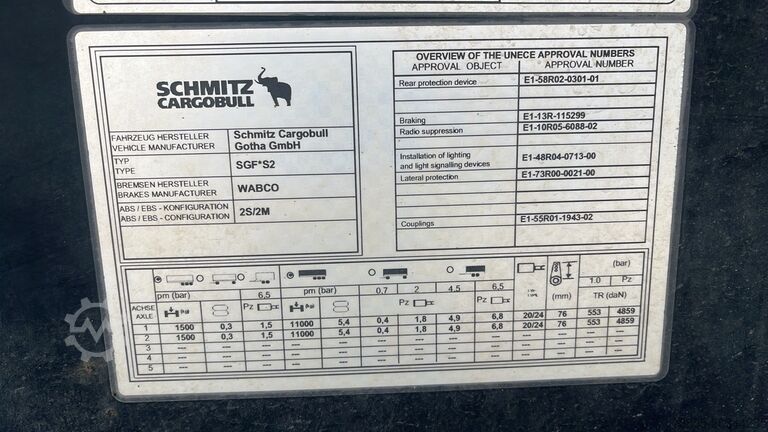 SCHMITZ
CARGOBULL
FAHRZEUG HERSTELLER
VEHICLE MANUFACTURER
Schmitz Cargobull
Gotha GmbH
TYP
TYPE
SGF*S2
BREMSEN HERSTELLER
BRAKES MANUFACTURER
WABCO
ABS / EBS - KONFIGURATION
ABS / EBS - CONFIGURATION
2S/2M
OVERVIEW OF THE UNECE APPROVAL NUMBERS
APPROVAL OBJECT APPROVAL NUMBER
Rear protection device E1-58R02-0301-01
Braking E1-13R-115299
Radio suppression E1-10R05-6088-02
Installation of lighting
and light signalling devices E1-48R04-0713-00
Lateral protection E1-73R00-0021-00
Couplings E1-55R01-1943-02
pm (bar) 6,5 pm (bar) 0,7 2 4,5 6,5 (mm) (bar)
1.0 Pz
ACHSE
AXLE
Pz Pz Pz TR (daN)
1 1500 0,3 1,5 11000 5,4 0,4 1,8 4,9 6,8 20/24 76 553 4859
2 1500 0,3 1,5 11000 5,4 0,4 1,8 4,9 6,8 20/24 76 553 4859
3 --- --- --- --- --- --- --- --- --- --- --- --- ---
4 --- --- --- --- --- --- --- --- --- --- --- --- ---
5 --- --- --- --- --- --- --- --- --- --- --- --- ---